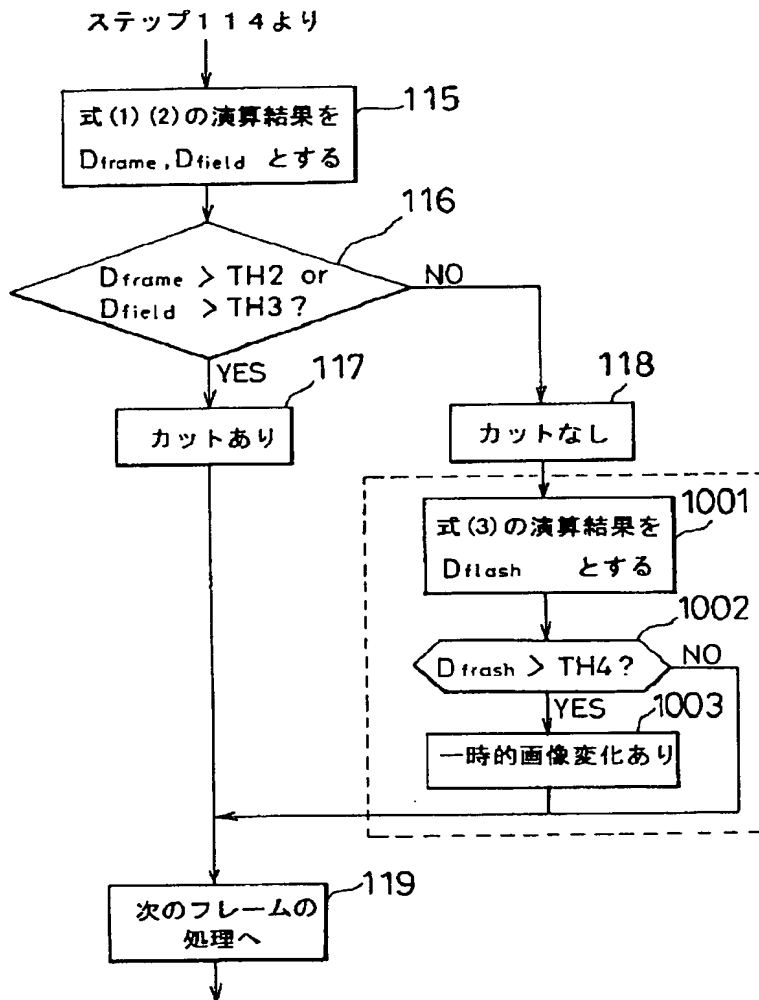 ステップ１１４より
115
式(1)(2)の演算結果を
Dframe,Dfield とする
116
Dframe > TH2 or
Dfield > TH3?
NO
YES
117
118
カットあり
カットなし
1001
式(3)の演算結果を
Dflash とする
1002
Dfrash > TH4?
NO
YES
1003
一時的画像変化あり
119
次のフレームの
処理へ